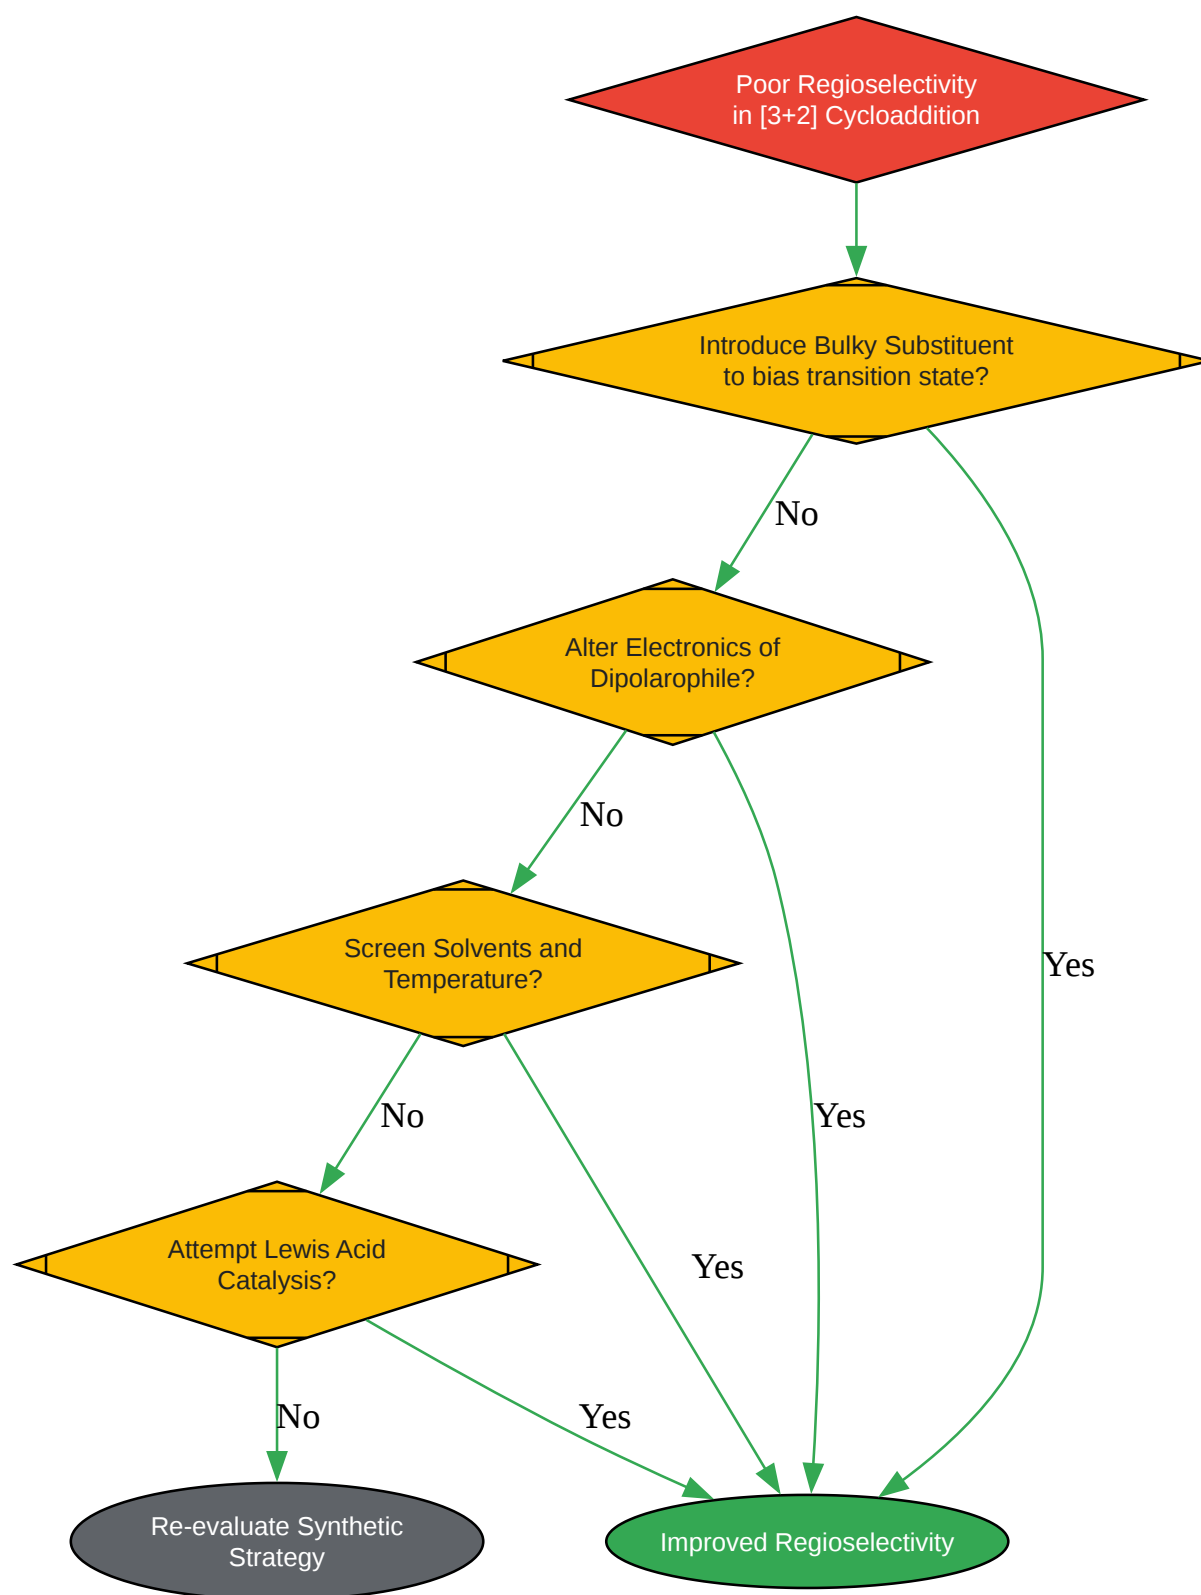 Poor Regioselectivity
in [3+2] Cycloaddition
Introduce Bulky Substituent
to bias transition state?
No
Alter Electronics of
Dipolarophile?
No
Screen Solvents and
Temperature?
Yes
No
Yes
Attempt Lewis Acid
Catalysis?
Yes
No
Yes
Re-evaluate Synthetic
Strategy
Improved Regioselectivity